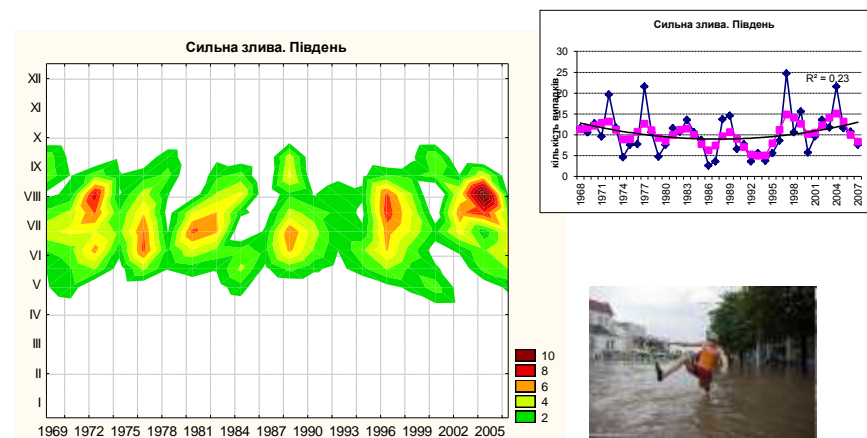 Сильна злива. Південь
XII
XI
X
IX
VIII
VII
VI
V
IV
III
II
I
1969 1972 1975 1978 1981 1984 1987 1990 1993 1996 1999 2002 2005
10
8
6
4
2
Сильна злива. Південь
кількість випадків
30
25
20
15
10
5
0
R² = 0,23
1968 1971 1974 1977 1980 1983 1986 1989 1992 1995 1998 2001 2004 2007